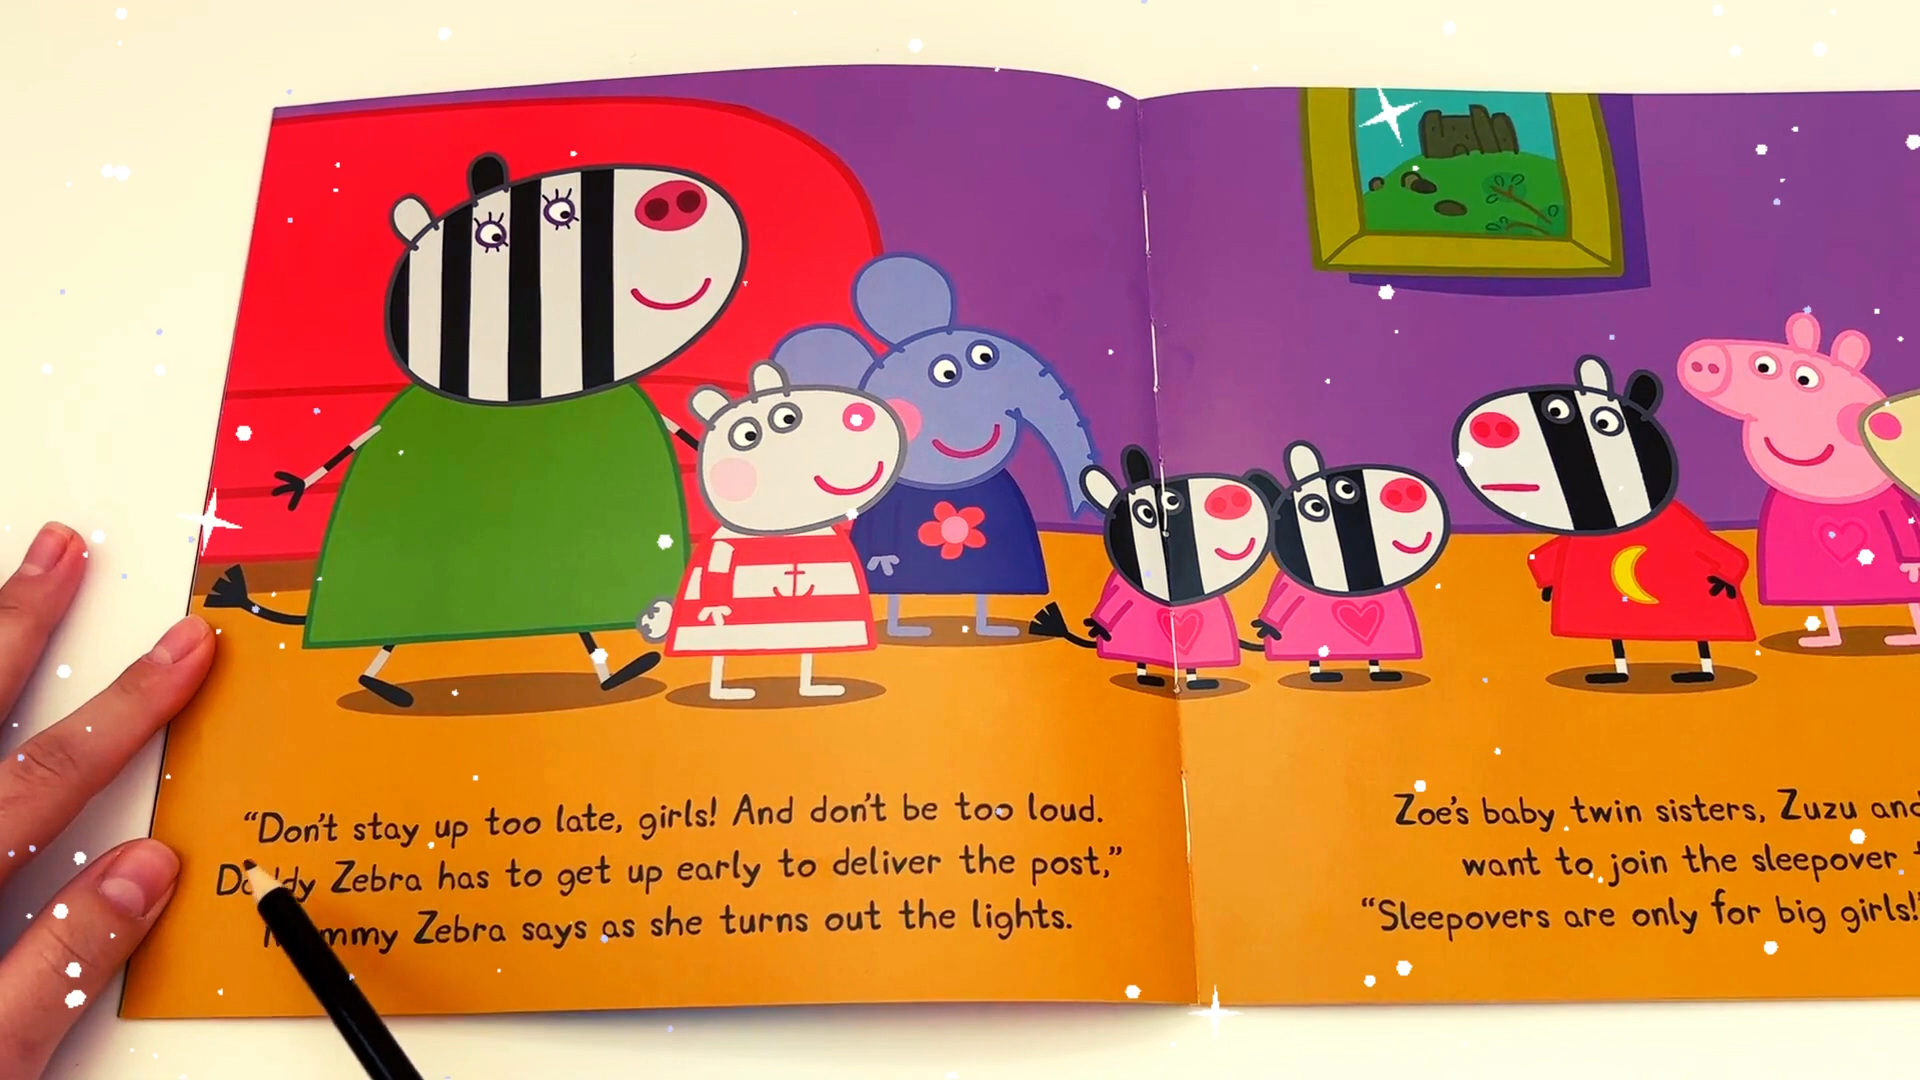 “Don't stay up too late, girls! And don't be too loud.
Daddy Zebra has to get up early to deliver the post,”
Mummy Zebra says as she turns out the lights.
Zoe's baby twin sisters, Zuzu and
want to join the sleepover
“Sleepovers are only for big girls!”